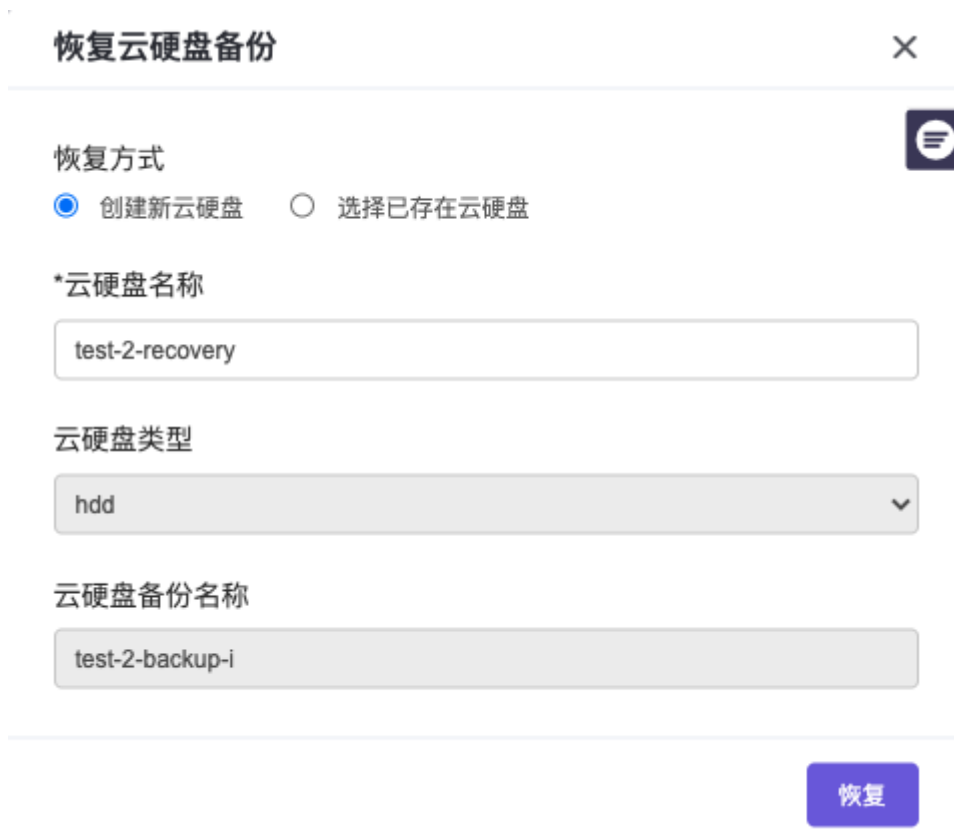 恢复云硬盘备份
恢复方式
创建新云硬盘 选择已存在云硬盘
*云硬盘名称
test-2-recovery
云硬盘类型
hdd
云硬盘备份名称
test-2-backup-i
恢复